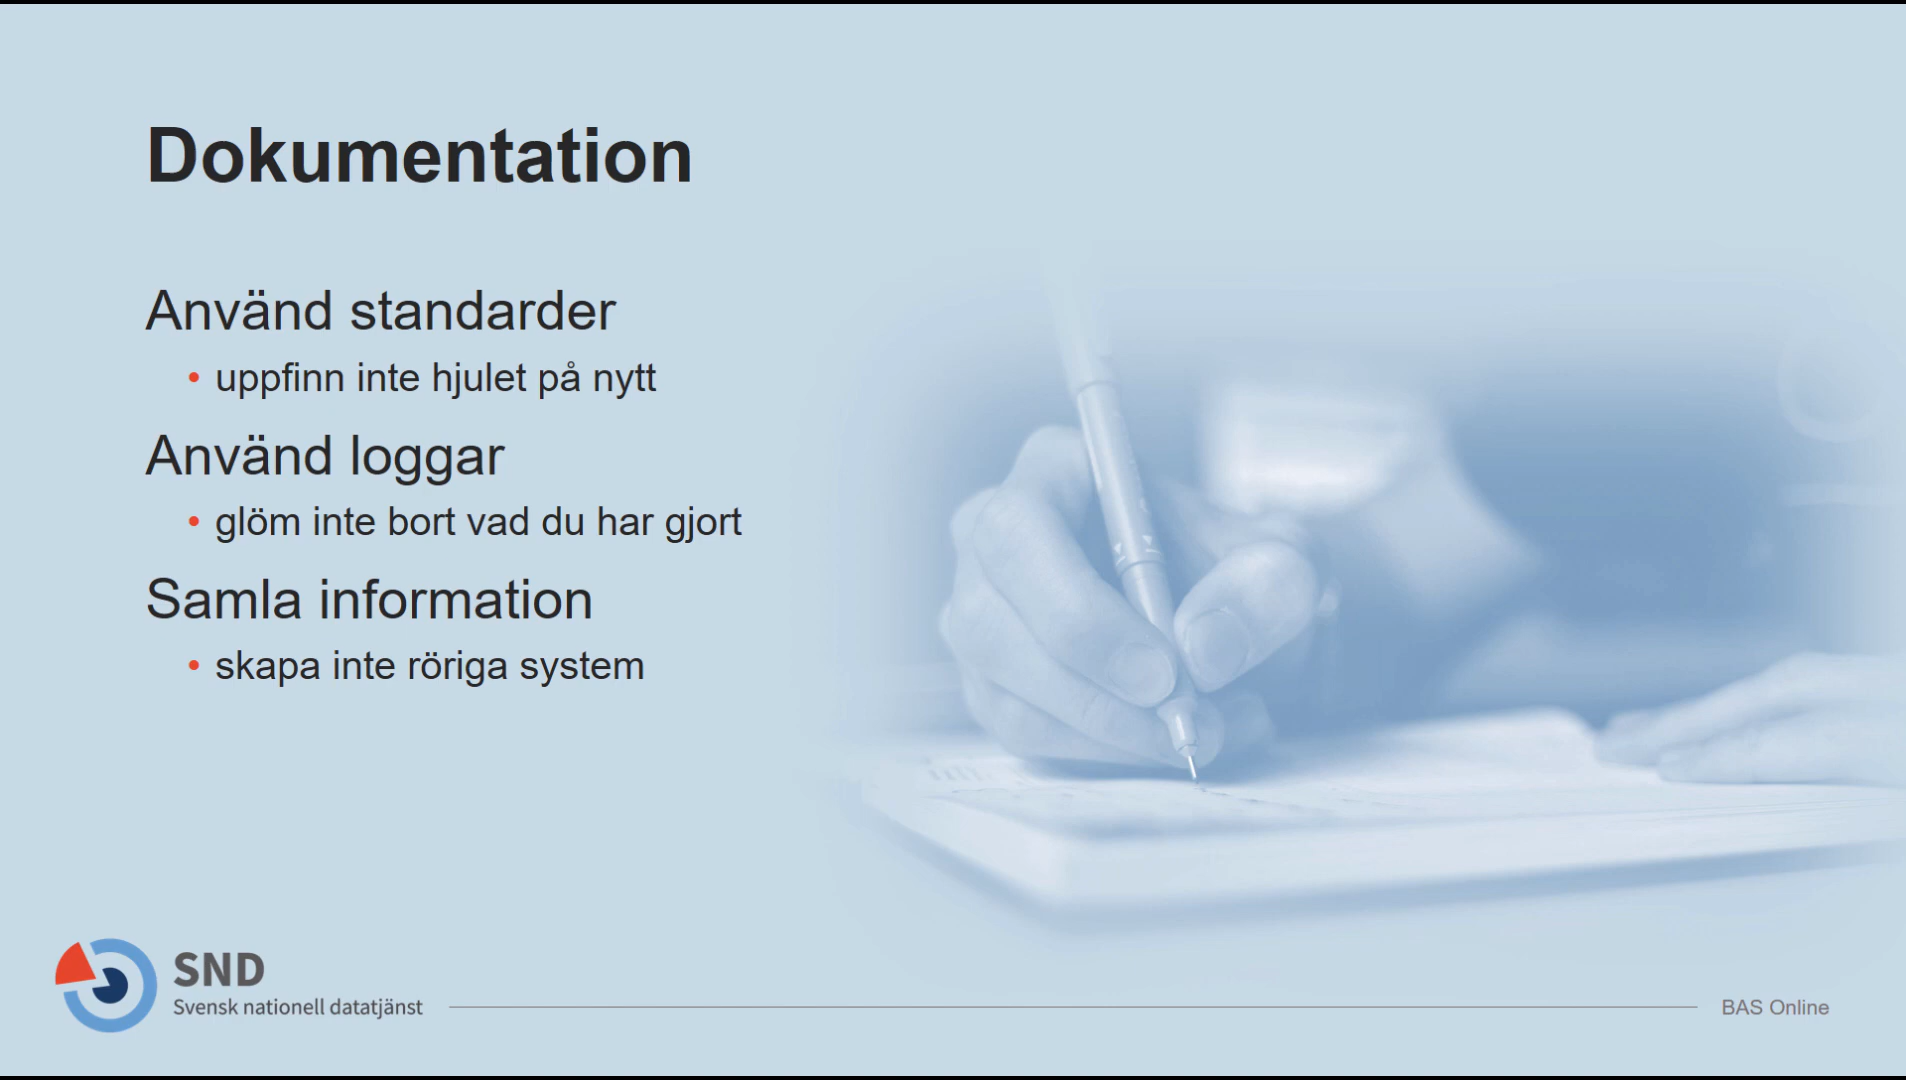 Dokumentation
Använd standarder
• uppfinn inte hjulet på nytt
Använd loggar
• glöm inte bort vad du har gjort
Samla information
• skapa inte röriga system
SND
Svensk nationell datatjänst
BAS Online